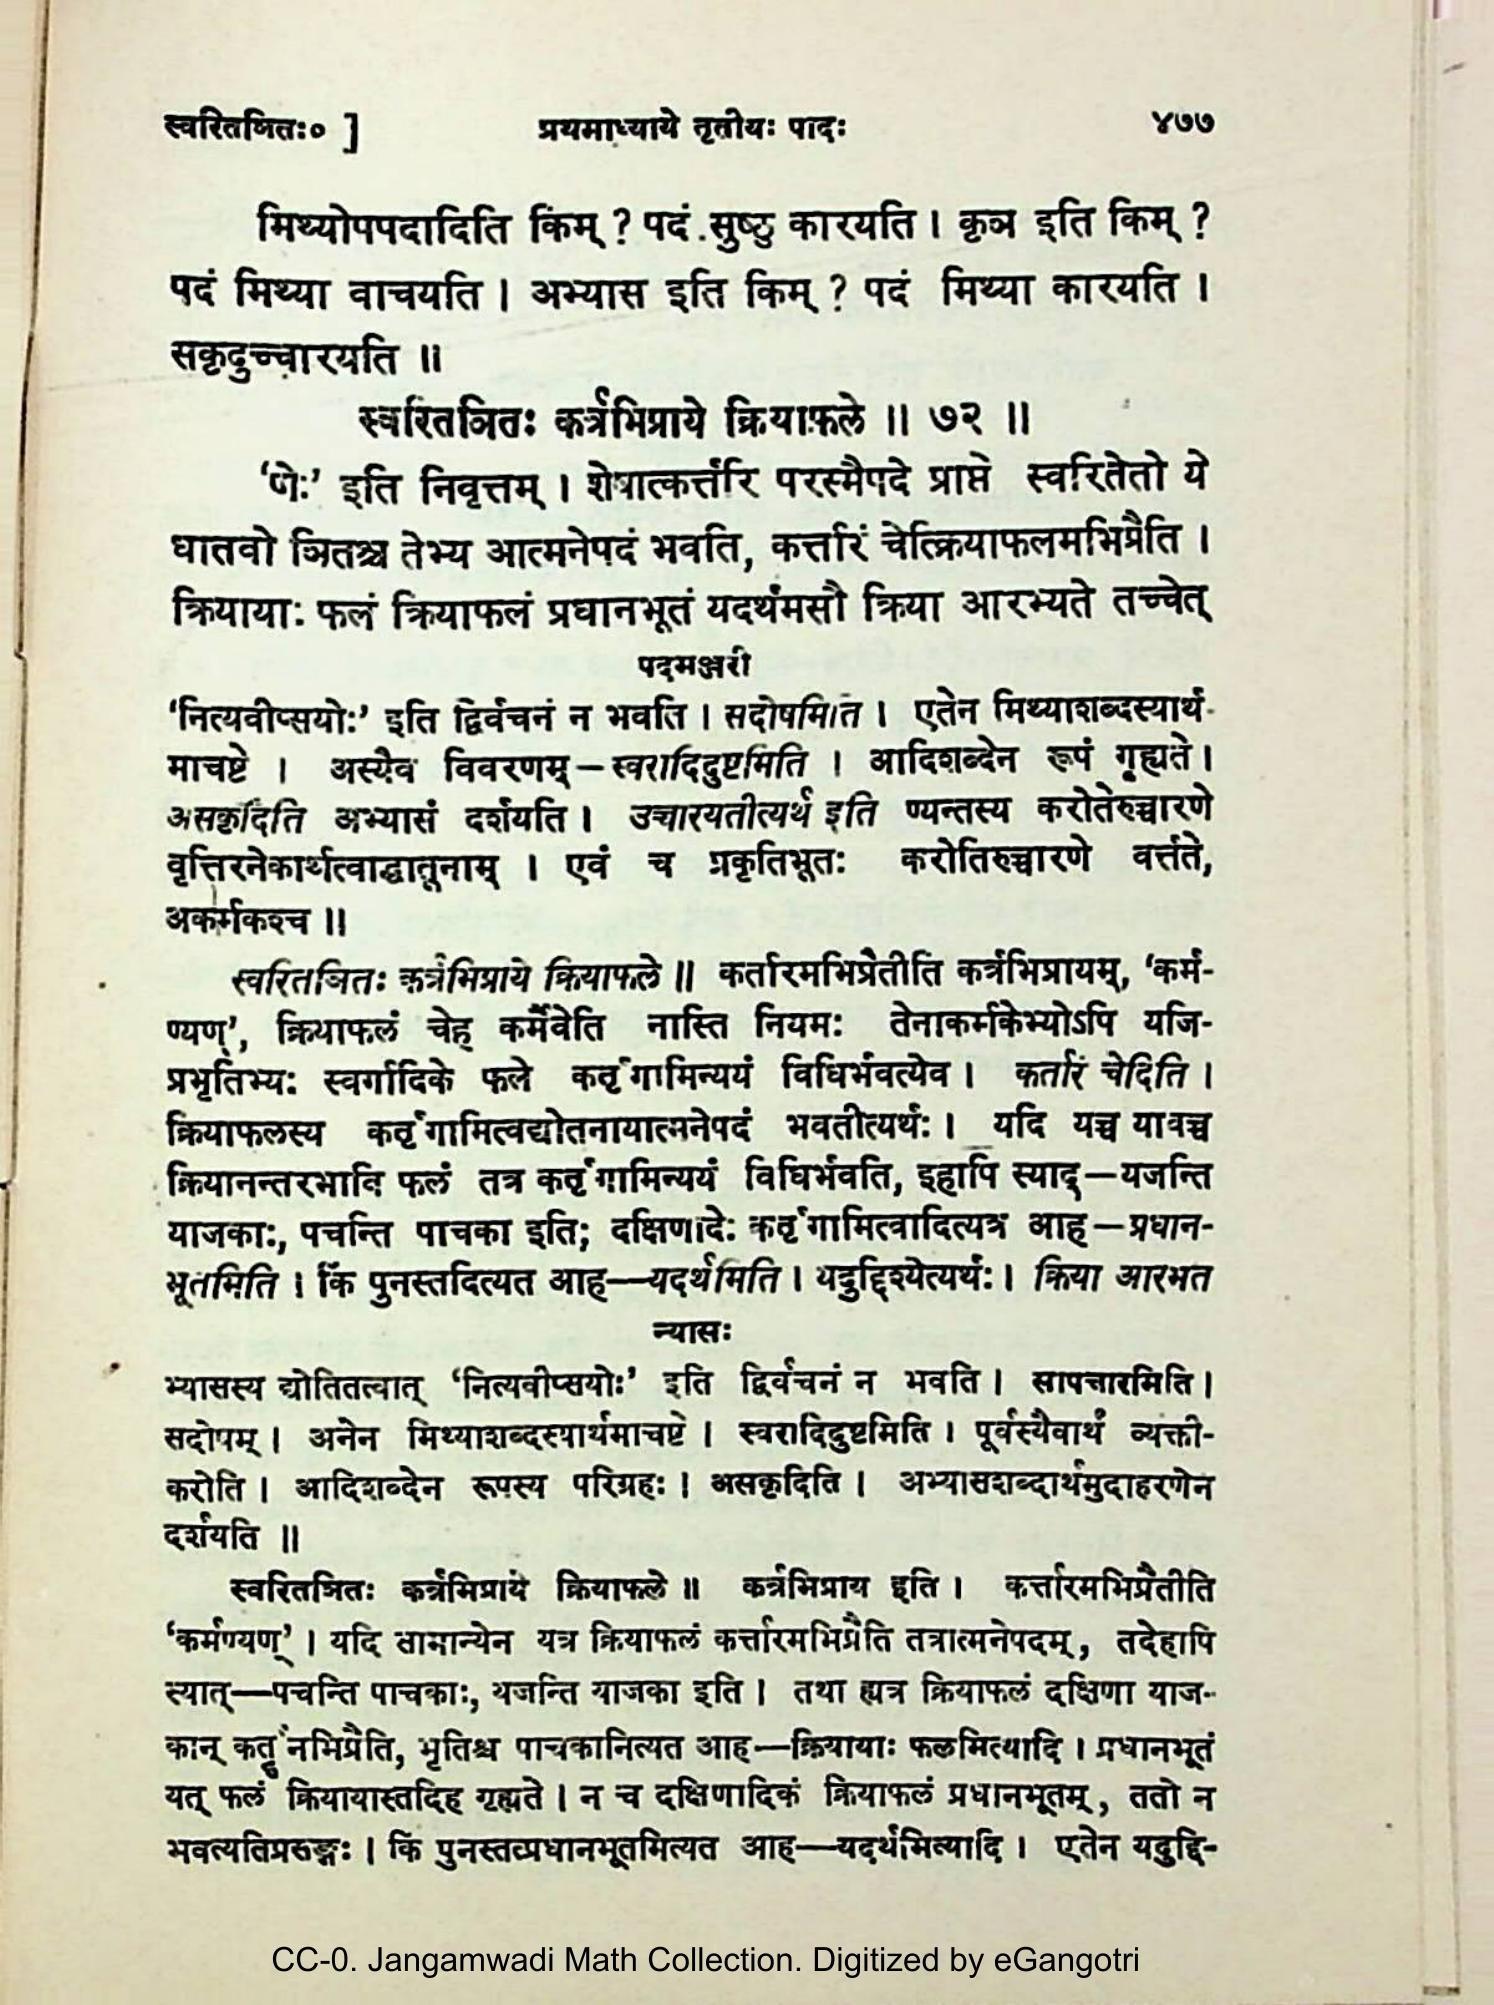 स्वरितञितः० ]
प्रथमाध्याये तृतीयः पादः
४७७
मिथ्योपपदादिति किम् ? पदं सुष्ठु कारयति । कृञ इति किम् ?
पदं मिथ्या वाचयति । अभ्यास इति किम् ? पदं मिथ्या कारयति ।
सकृदुच्चारयति ॥
स्वरितञितः कर्त्रभिप्राये क्रियाफले ॥ ७२ ॥
‘णेः’ इति निवृत्तम् । शेषात्कर्त्तरि परस्मैपदे प्राप्ते स्वरितेतो ये
धातवो ञितश्च तेभ्य आत्मनेपदं भवति, कर्त्तारं चेत्क्रियाफलमभिप्रैति ।
क्रियायाः फलं क्रियाफलं प्रधानभूतं यदर्थमसौ क्रिया आरभ्यते तच्चेत्
पदमञ्जरी
‘नित्यवीप्सयोः’ इति द्विर्वचनं न भवति । सदोषमिति । एतेन मिथ्याशब्दस्यार्थ-
माचष्टे । अस्यैव विवरणम्—स्वरादिदुष्टमिति । आदिशब्देन रूपं गृह्यते ।
असकृदिति अभ्यासं दर्शयति । उच्चारयतीत्यर्थ इति ण्यन्तस्य करोतेरुच्चारणे
वृत्तिरनेकार्थत्वाद्धातूनाम् । एवं च प्रकृतिभूतः करोतिरुच्चारणे वर्त्तते,
अकर्मकश्च ॥
स्वरितञितः कर्त्रभिप्राये क्रियाफले ॥ कर्तारमभिप्रैतीति कर्त्रभिप्रायम्, ‘कर्म-
ण्यण्’, क्रियाफलं चेह कर्मैवेति नास्ति नियमः तेनाकर्मकेभ्योऽपि यजि-
प्रभृतिभ्यः स्वर्गादिके फले कर्तृगामिन्ययं विधिर्भवत्येव । कर्तारं चेदिति ।
क्रियाफलस्य कर्तृगामित्वद्योतनायात्मनेपदं भवतीत्यर्थः । यदि यच्च यावच्च
क्रियानन्तरभावि फलं तत्र कर्तृगामिन्ययं विधिर्भवति, इहापि स्याद्—यजन्ति
याजकाः, पचन्ति पाचका इति; दक्षिणादेः कर्तृगामित्वादित्यत्र आह—प्रधान-
भूतमिति । किं पुनस्तदित्यत आह—यदर्थमिति । यदुद्दिश्येत्यर्थः । क्रिया आरभत
न्यासः
भ्यासस्य द्योतितत्वात् ‘नित्यवीप्सयोः’ इति द्विर्वचनं न भवति । सापचारमिति ।
सदोषम् । अनेन मिथ्याशब्दस्यार्थमाचष्टे । स्वरादिदुष्टमिति । पूर्वस्यैवार्थं व्यक्ती-
करोति । आदिशब्देन रूपस्य परिग्रहः । असकृदिति । अभ्यासशब्दार्थमुदाहरणेन
दर्शयति ॥
स्वरितञितः कर्त्रभिप्राये क्रियाफले ॥ कर्त्रभिप्राय इति । कर्त्तारमभिप्रैतीति
‘कर्मण्यण्’ । यदि सामान्येन यत्र क्रियाफलं कर्त्तारमभिप्रैति तत्रात्मनेपदम्, तदेहापि
स्यात्—पचन्ति पाचकाः, यजन्ति याजका इति । तथा ह्यत्र क्रियाफलं दक्षिणा याज-
कान् कर्तॄनभिप्रैति, भृतिश्च पाचकानित्यत आह—क्रियायाः फलमित्यादि । प्रधानभूतं
यत् फलं क्रियायास्तदिह गृह्यते । न च दक्षिणादिकं क्रियाफलं प्रधानभूतम्, ततो न
भवत्यतिप्रसङ्गः । किं पुनस्तत्प्रधानभूतमित्यत आह—यदर्थमित्यादि । एतेन यदुद्दि-
CC-0. Jangamwadi Math Collection. Digitized by eGangotri